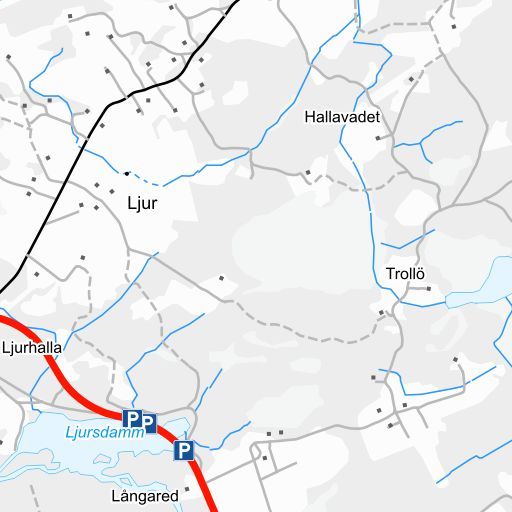 Hallavadet
Ljur
Trollö
Ljurhalla
P
P
Ljursdamm
P
Långared